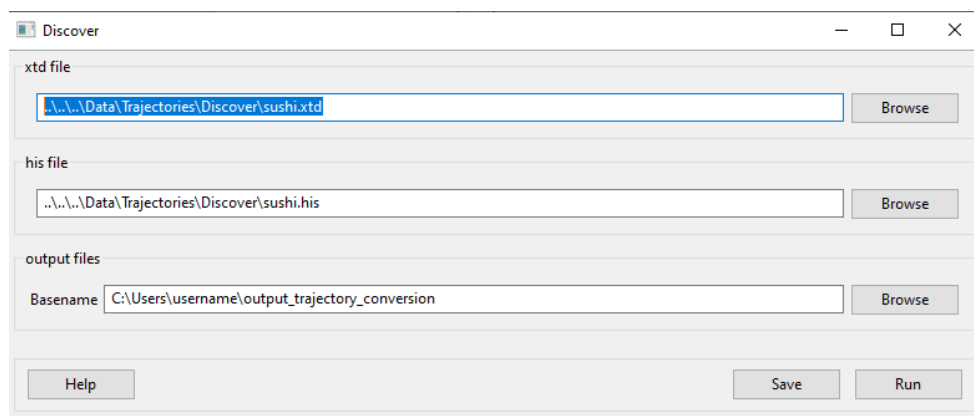 Discover
xtd file
..\..\..\Data\Trajectories\Discover\sushi.xtd
Browse
his file
..\..\..\Data\Trajectories\Discover\sushi.his
Browse
output files
Basename C:\Users\username\output_trajectory_conversion
Browse
Help
Save
Run